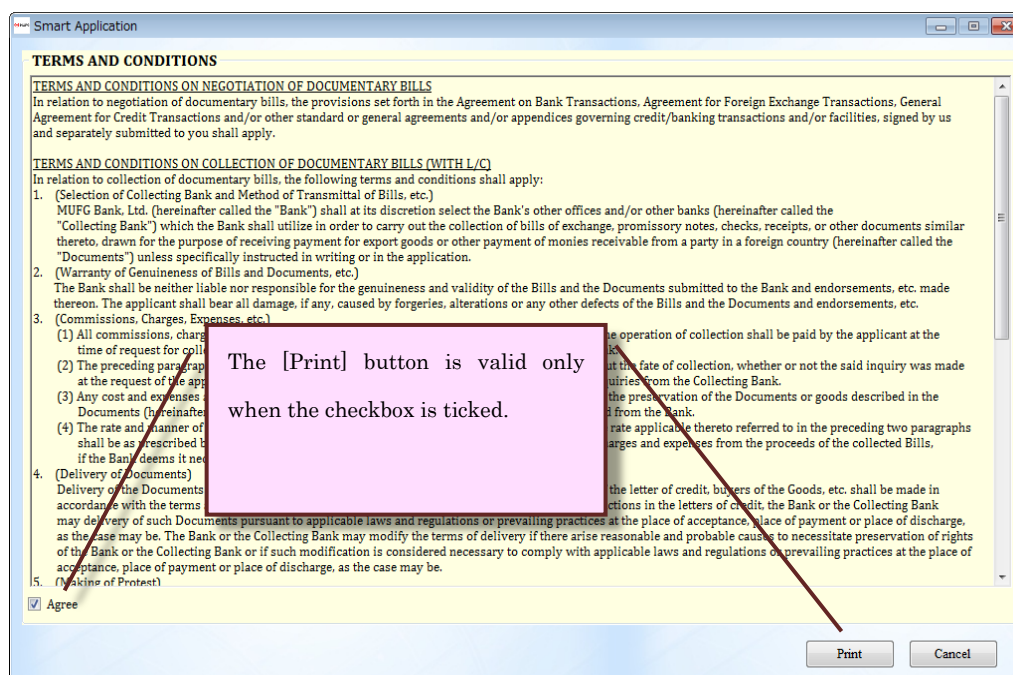 Smart Application
TERMS AND CONDITIONS
TERMS AND CONDITIONS ON NEGOTIATION OF DOCUMENTARY BILLS
In relation to negotiation of documentary bills, the provisions set forth in the Agreement on Bank Transactions, Agreement for Foreign Exchange Transactions, General
Agreement for Credit Transactions and/or other standard or general agreements and/or appendices governing credit/banking transactions and/or facilities, signed by us
and separately submitted to you shall apply.
TERMS AND CONDITIONS ON COLLECTION OF DOCUMENTARY BILLS (WITH L/C)
In relation to collection of documentary bills, the following terms and conditions shall apply:
1. (Selection of Collecting Bank and Method of Transmittal of Bills, etc.)
MUFG Bank, Ltd. (hereinafter called the "Bank") shall at its discretion select the Bank's other offices and/or other banks (hereinafter called the
"Collecting Bank") which the Bank shall utilize in order to carry out the collection of bills of exchange, promissory notes, checks, receipts, or other documents similar
thereto, drawn for the purpose of receiving payment for export goods or other payment of monies receivable from a party in a foreign country (hereinafter called the
"Documents") unless specifically instructed in writing or in the application.
2. (Warranty of Genuineness of Bills and Documents, etc.)
The Bank shall be neither liable nor responsible for the genuineness and validity of the Bills and the Documents submitted to the Bank and endorsements, etc. made
thereon. The applicant shall bear all damage, if any, caused by forgeries, alterations or any other defects of the Bills and the Documents and endorsements, etc.
3. (Commissions, Charges, Expenses, etc.)
(1) All commissions, operation of collection shall be paid by the applicant at the
time of request for
(2) The preceding the fate of collection, whether or not the said inquiry was made
at the request of the from the Collecting Bank.
(3) Any cost and expenses the preservation of the Documents or goods described in the
Documents from the Bank.
(4) The rate and manner of rate applicable thereto referred to in the preceding two paragraphs
shall be as prescribed and expenses from the proceeds of the collected Bills,
if the Bank deems it
4. (Delivery of Documents)
Delivery of the Documents the letter of credit, buyers of the Goods, etc. shall be made in
accordance with the terms in the letters of credit, the Bank or the Collecting Bank
may delivery of such Documents pursuant to applicable laws and regulations or prevailing practices at the place of acceptance, place of payment or place of discharge,
as the case may be. The Bank or the Collecting Bank may modify the terms of delivery if there arise reasonable and probable causes to necessitate preservation of rights
of the Bank or the Collecting Bank or if such modification is considered necessary to comply with applicable laws and regulations or prevailing practices at the place of
acceptance, place of payment or place of discharge, as the case may be.
5. (Making of Protest)
The [Print] button is valid only
when the checkbox is ticked.
Agree
Print Cancel